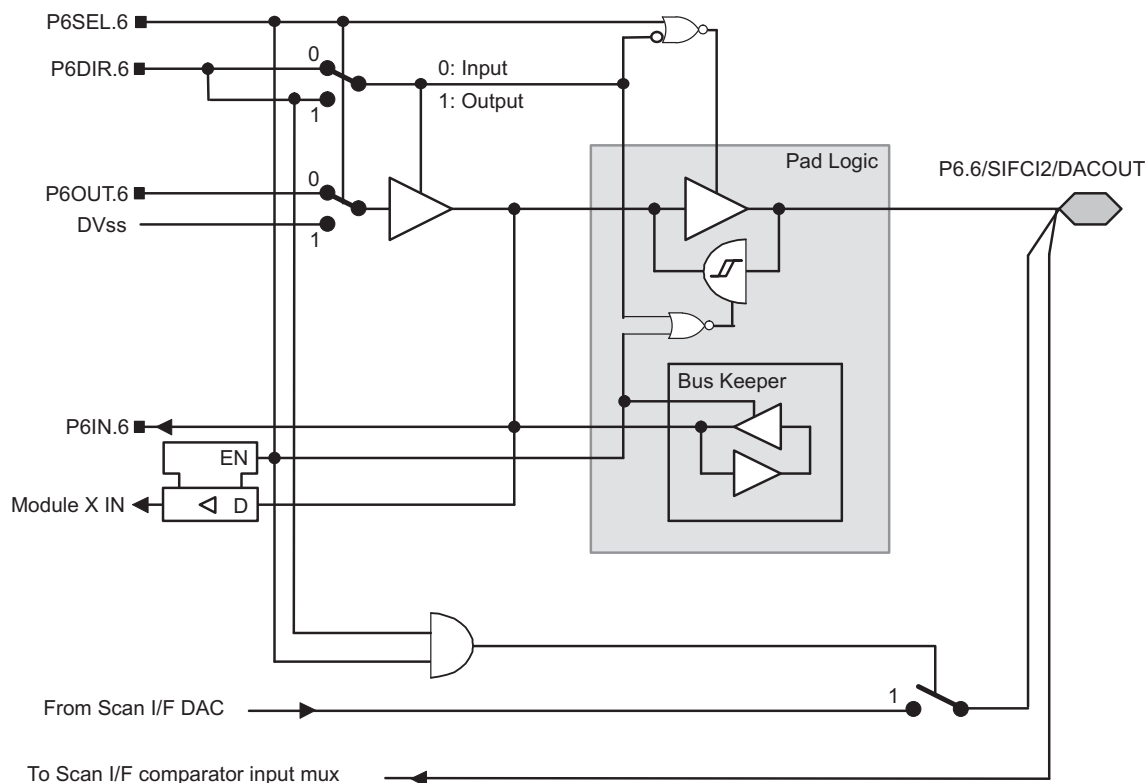 P6SEL.6
P6DIR.6
0
0: Input
1
1: Output
Pad Logic
P6.6/SIFCI2/DACOUT
P6OUT.6
0
DVss
1
Bus Keeper
P6IN.6
EN
Module X IN
D
1
From Scan I/F DAC
To Scan I/F comparator input mux